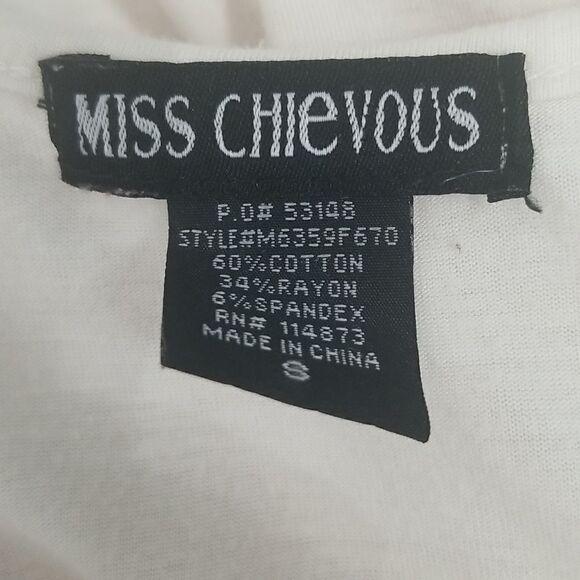 MISS CHIeVOUS
P.O# 53148
STYLE#M6359F670
60%COTTON
34%RAYON
6%SPANDEX
RN# 114873
MADE IN CHINA
S